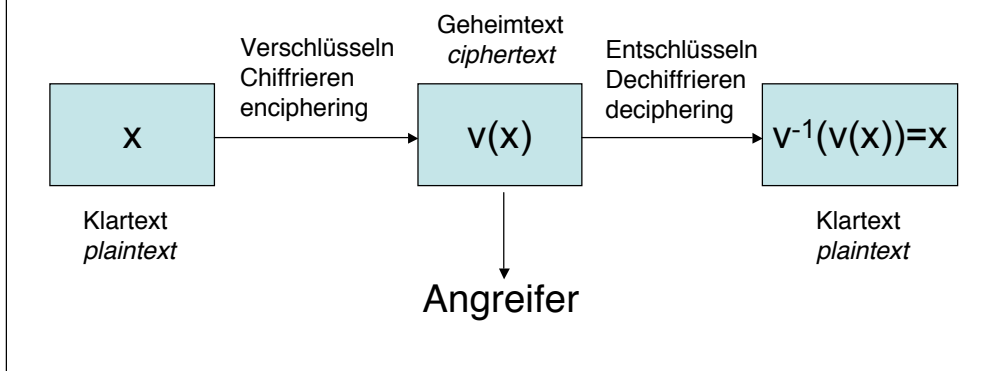 Geheimtext
ciphertext
Verschlüsseln
Chiffrieren
enciphering
Entschlüsseln
Dechiffrieren
deciphering
x
v(x)
v-1(v(x))=x
Klartext
plaintext
Klartext
plaintext
Angreifer